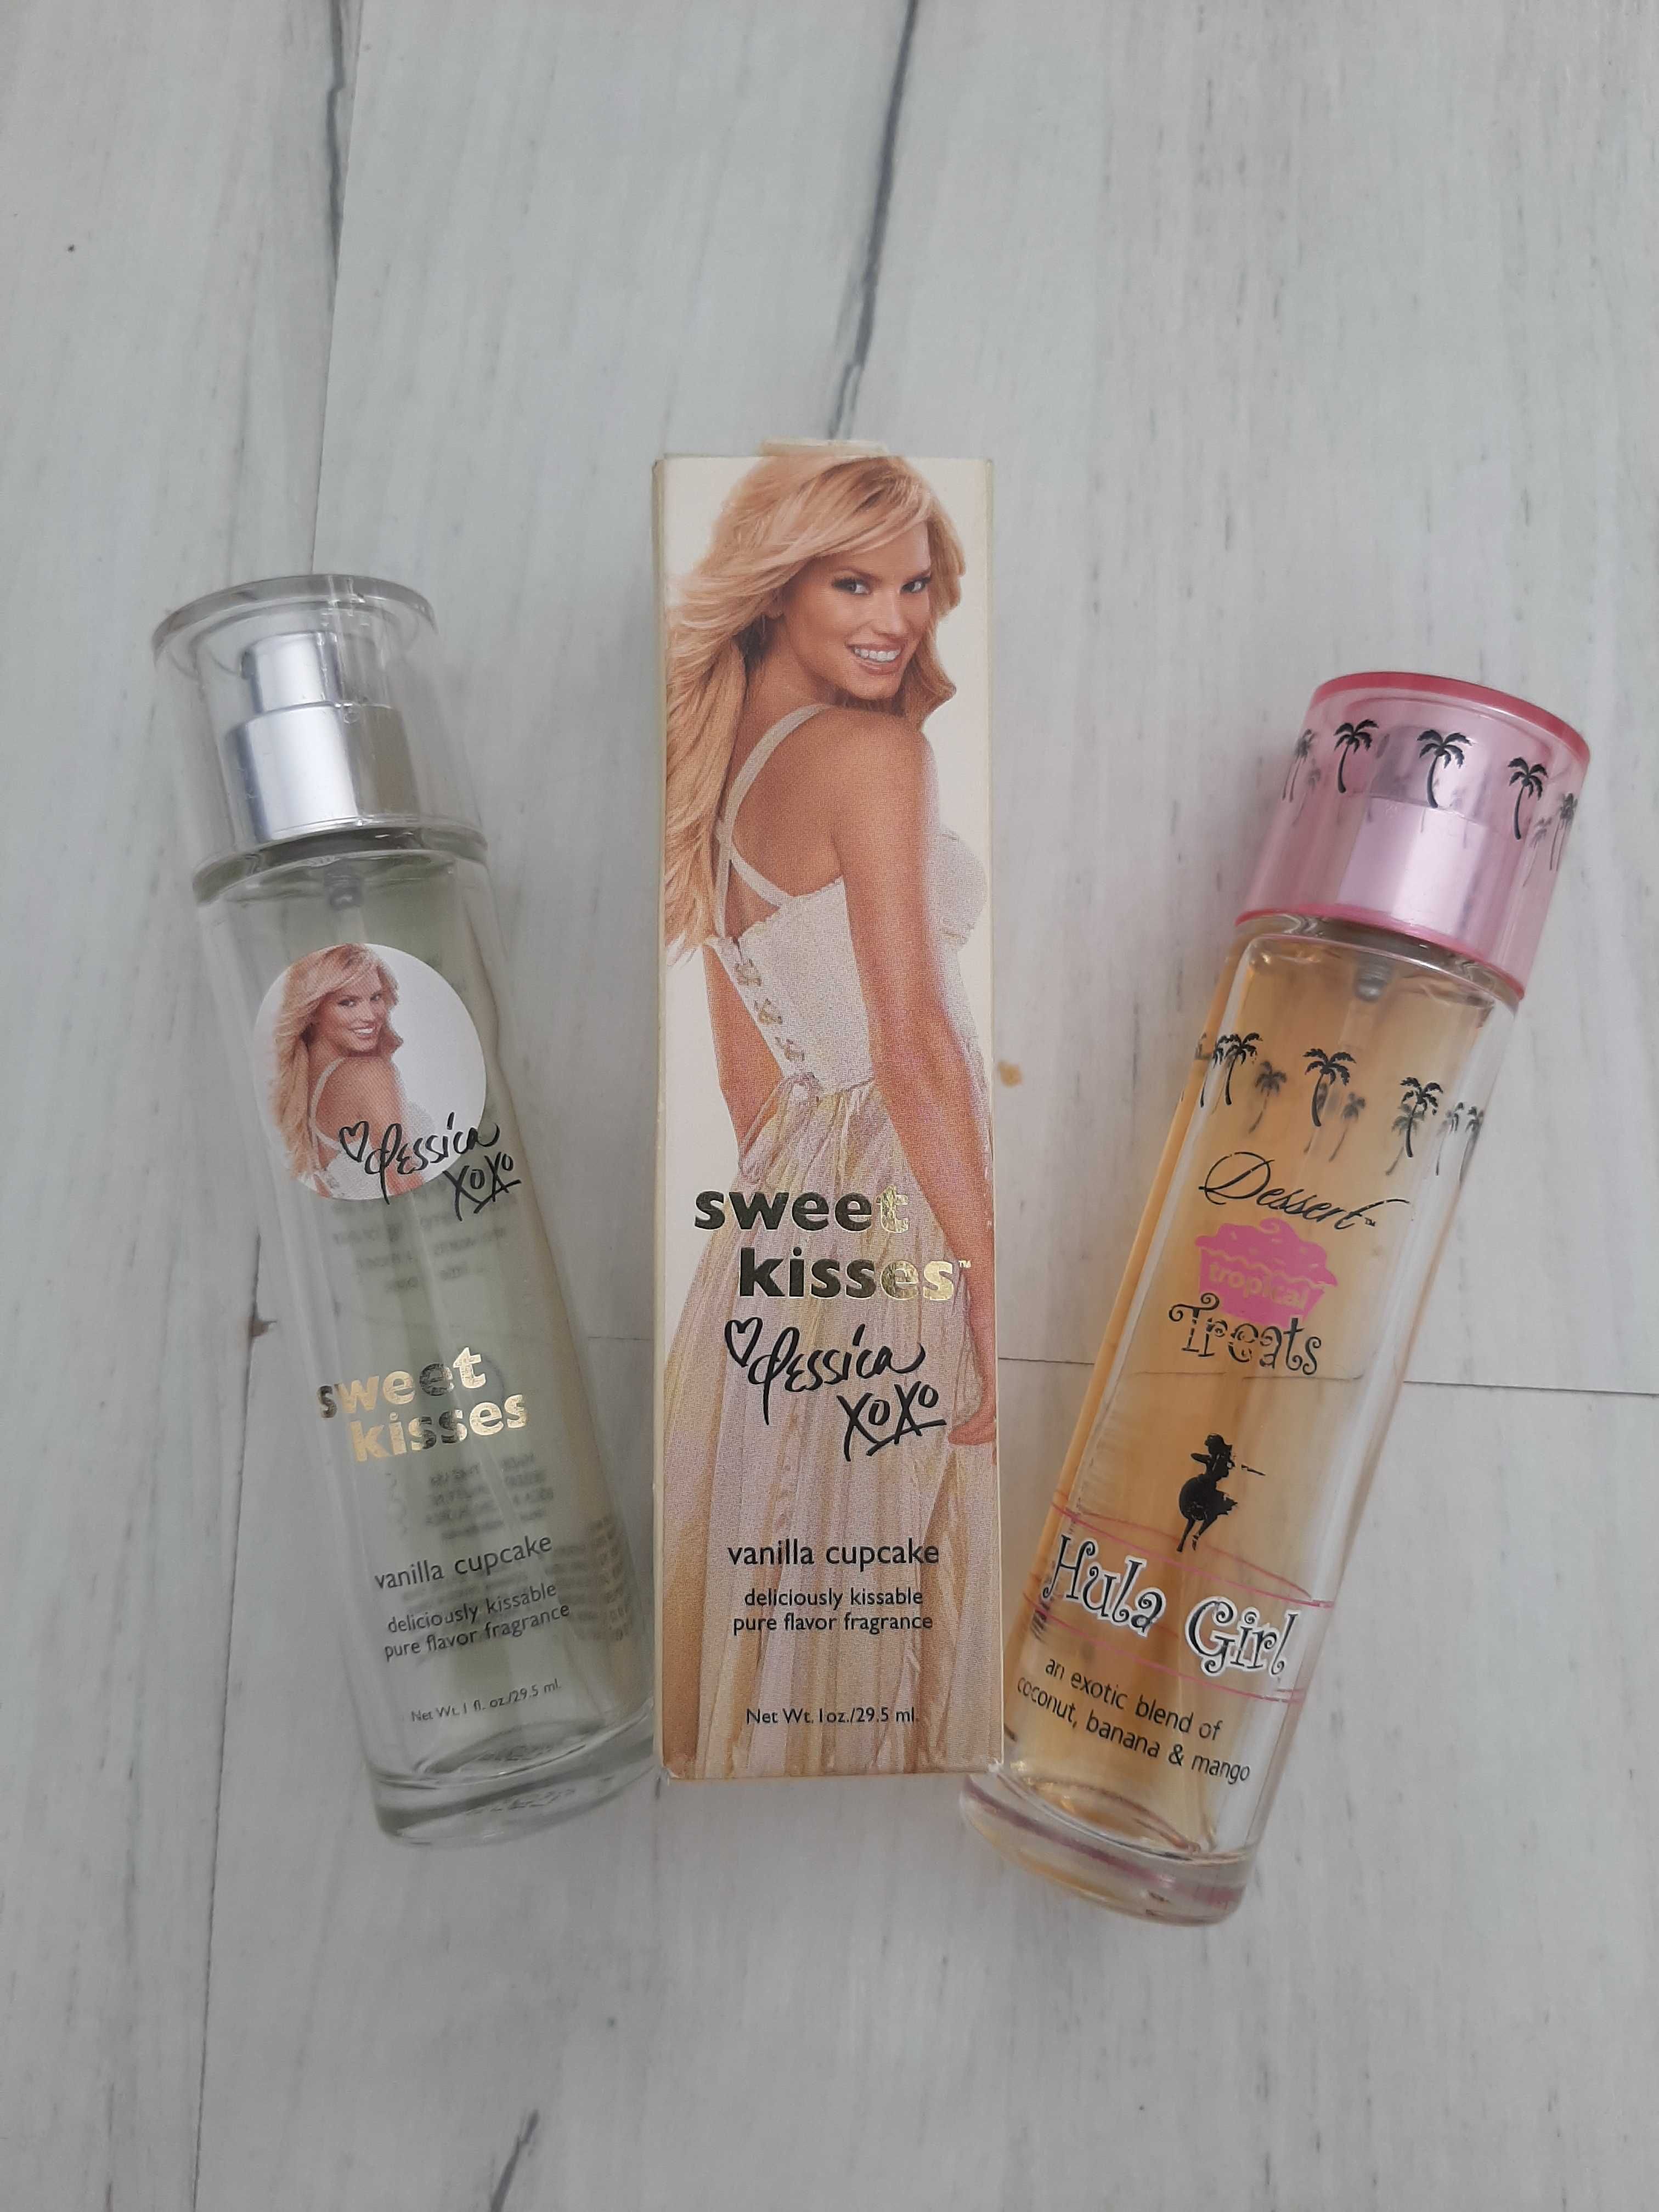 Jessica
XOXO
sweet
kisses
vanilla cupcake
deliciously kissable
pure flavor fragrance
Net Wt. 1 fl. oz./29.5 ml.
sweet
kisses™
Jessica
XOXO
vanilla cupcake
deliciously kissable
pure flavor fragrance
Net Wt. 1oz./29.5 ml.
Dessert™
tropical
Treats
Hula Girl
an exotic blend of
coconut, banana & mango